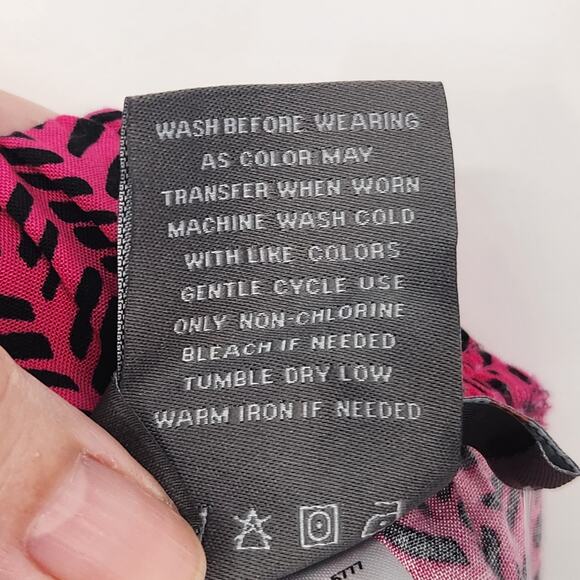 WASH BEFORE WEARING
AS COLOR MAY
TRANSFER WHEN WORN
MACHINE WASH COLD
WITH LIKE COLORS
GENTLE CYCLE USE
ONLY NON-CHLORINE
BLEACH IF NEEDED
TUMBLE DRY LOW
WARM IRON IF NEEDED